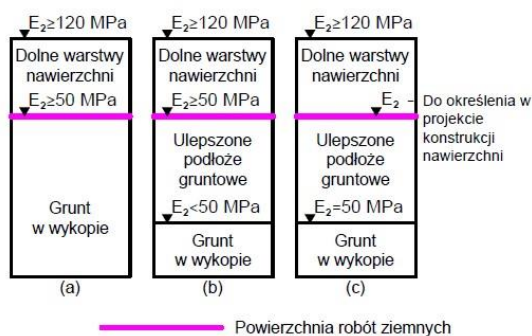 E₂≥120 MPa
Dolne warstwy
nawierzchni
E₂≥50 MPa
Grunt
w wykopie
(a)
E₂≥120 MPa
Dolne warstwy
nawierzchni
E₂≥50 MPa
Ulepszone
podłoże
gruntowe
E₂<50 MPa
Grunt
w wykopie
(b)
E₂≥120 MPa
Dolne warstwy
nawierzchni
E₂ - Do określenia w
projekcie
konstrukcji
nawierzchni
Ulepszone
podłoże
gruntowe
E₂=50 MPa
Grunt
w wykopie
(c)
Powierzchnia robót ziemnych